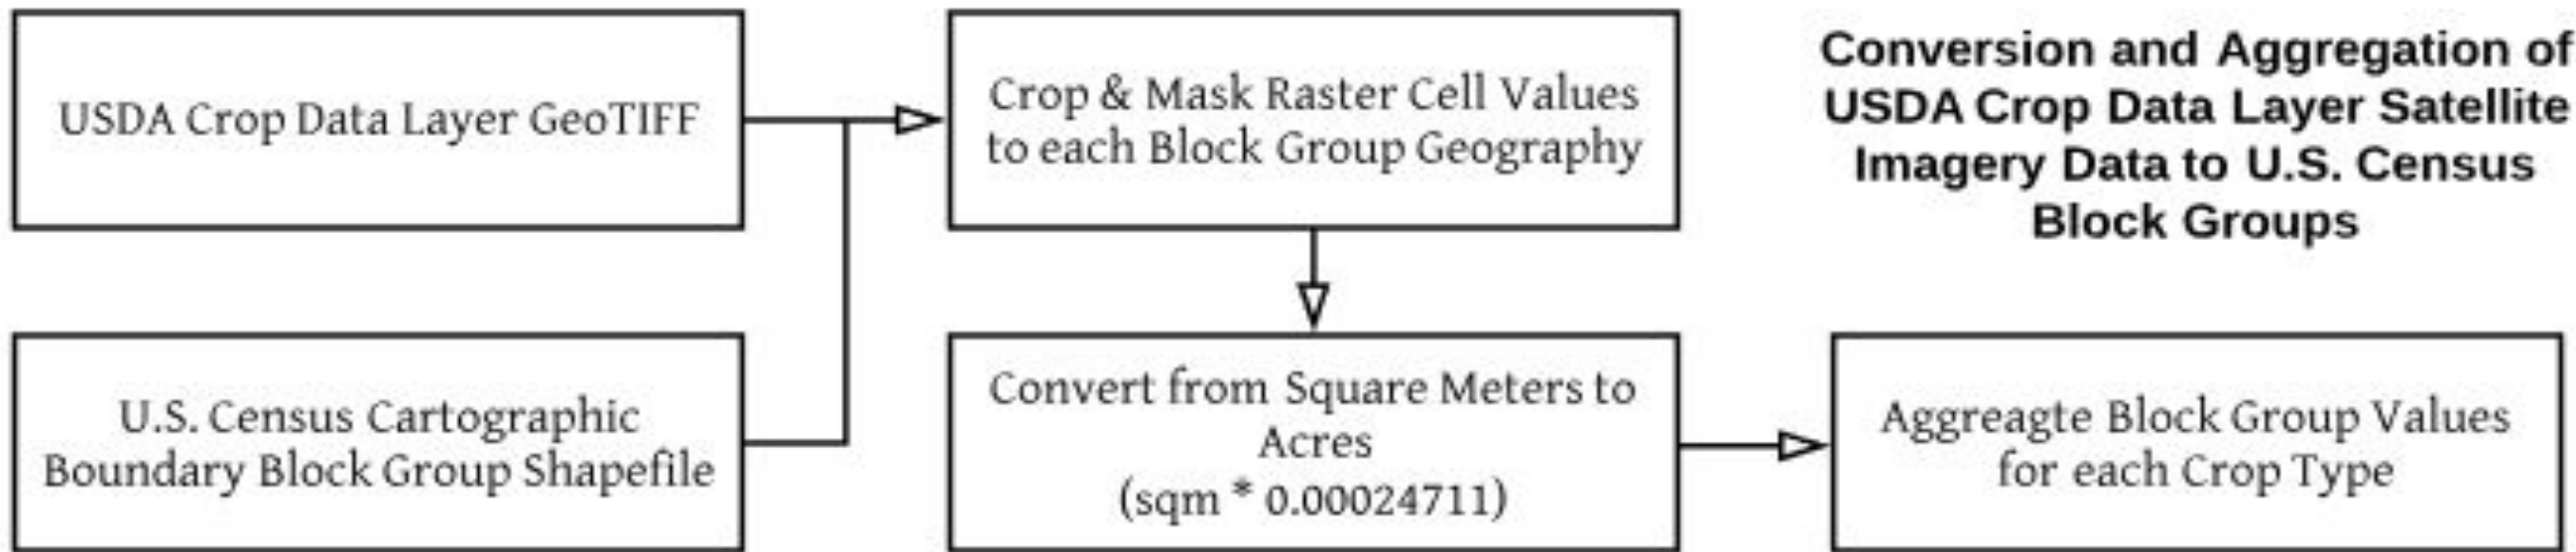 USDA Crop Data Layer GeoTIFF
Crop & Mask Raster Cell Values
to each Block Group Geography
Conversion and Aggregation of
USDA Crop Data Layer Satellite
Imagery Data to U.S. Census
Block Groups
U.S. Census Cartographic
Boundary Block Group Shapefile
Convert from Square Meters to
Acres
(sqm * 0.00024711)
Aggreagte Block Group Values
for each Crop Type